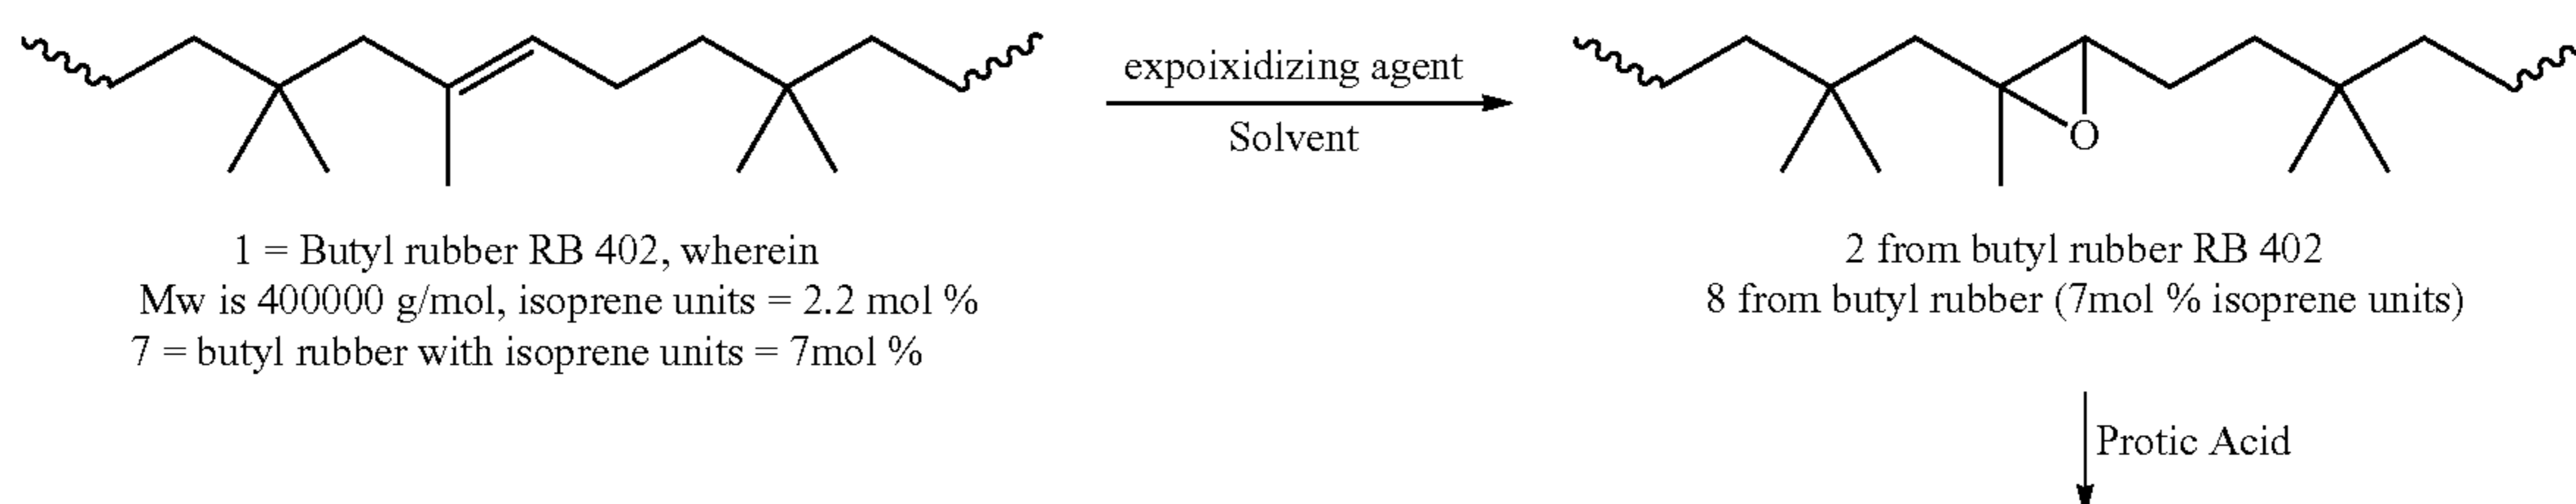 expoixidizing agent
Solvent
O
1 = Butyl rubber RB 402, wherein
Mw is 400000 g/mol, isoprene units = 2.2 mol %
7 = butyl rubber with isoprene units = 7mol %
2 from butyl rubber RB 402
8 from butyl rubber (7mol % isoprene units)
Protic Acid